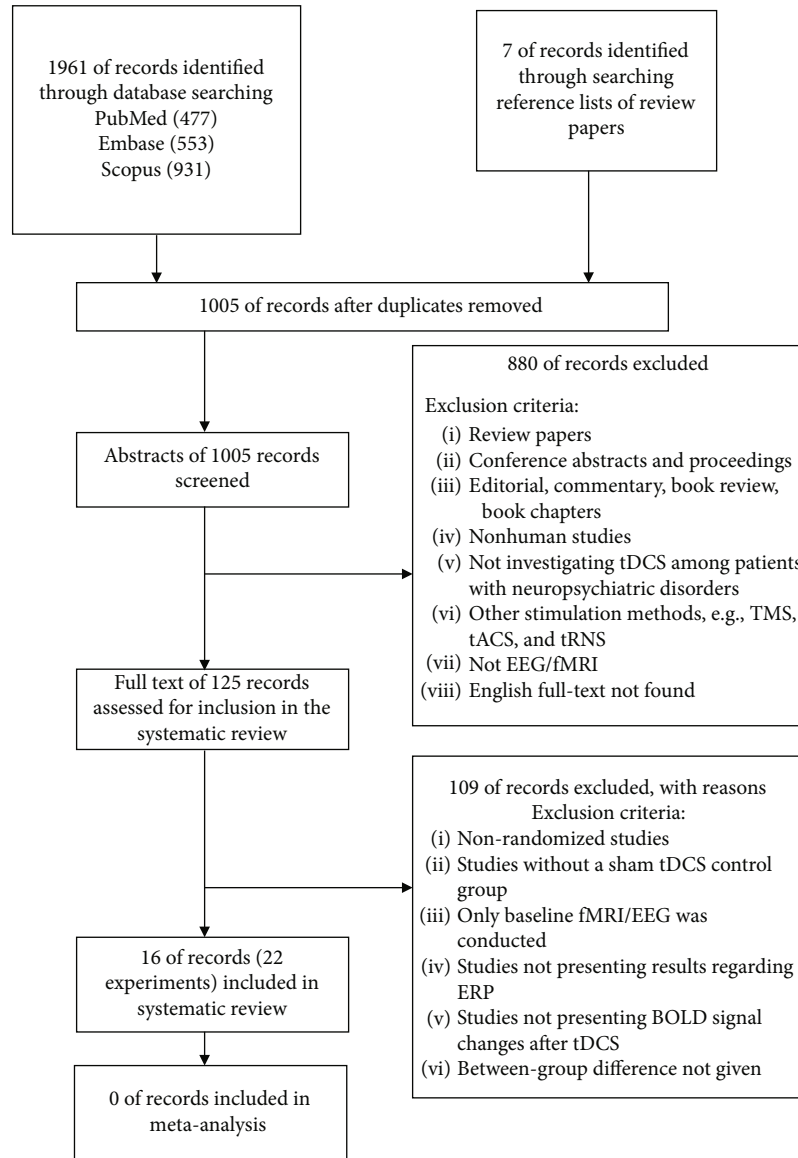 1961 of records identified
through database searching
PubMed (477)
Embase (553)
Scopus (931)
7 of records identified
through searching
reference lists of review
papers
1005 of records after duplicates removed
880 of records excluded
Exclusion criteria:
(i) Review papers
(ii) Conference abstracts and proceedings
(iii) Editorial, commentary, book review,
book chapters
(iv) Nonhuman studies
(v) Not investigating tDCS among patients
with neuropsychiatric disorders
(vi) Other stimulation methods, e.g., TMS,
tACS, and tRNS
(vii) Not EEG/fMRI
(viii) English full-text not found
Abstracts of 1005 records
screened
Full text of 125 records
assessed for inclusion in the
systematic review
109 of records excluded, with reasons
Exclusion criteria:
(i) Non-randomized studies
(ii) Studies without a sham tDCS control
group
(iii) Only baseline fMRI/EEG was
conducted
(iv) Studies not presenting results regarding
ERP
(v) Studies not presenting BOLD signal
changes after tDCS
(vi) Between-group difference not given
16 of records (22
experiments) included in
systematic review
0 of records included in
meta-analysis